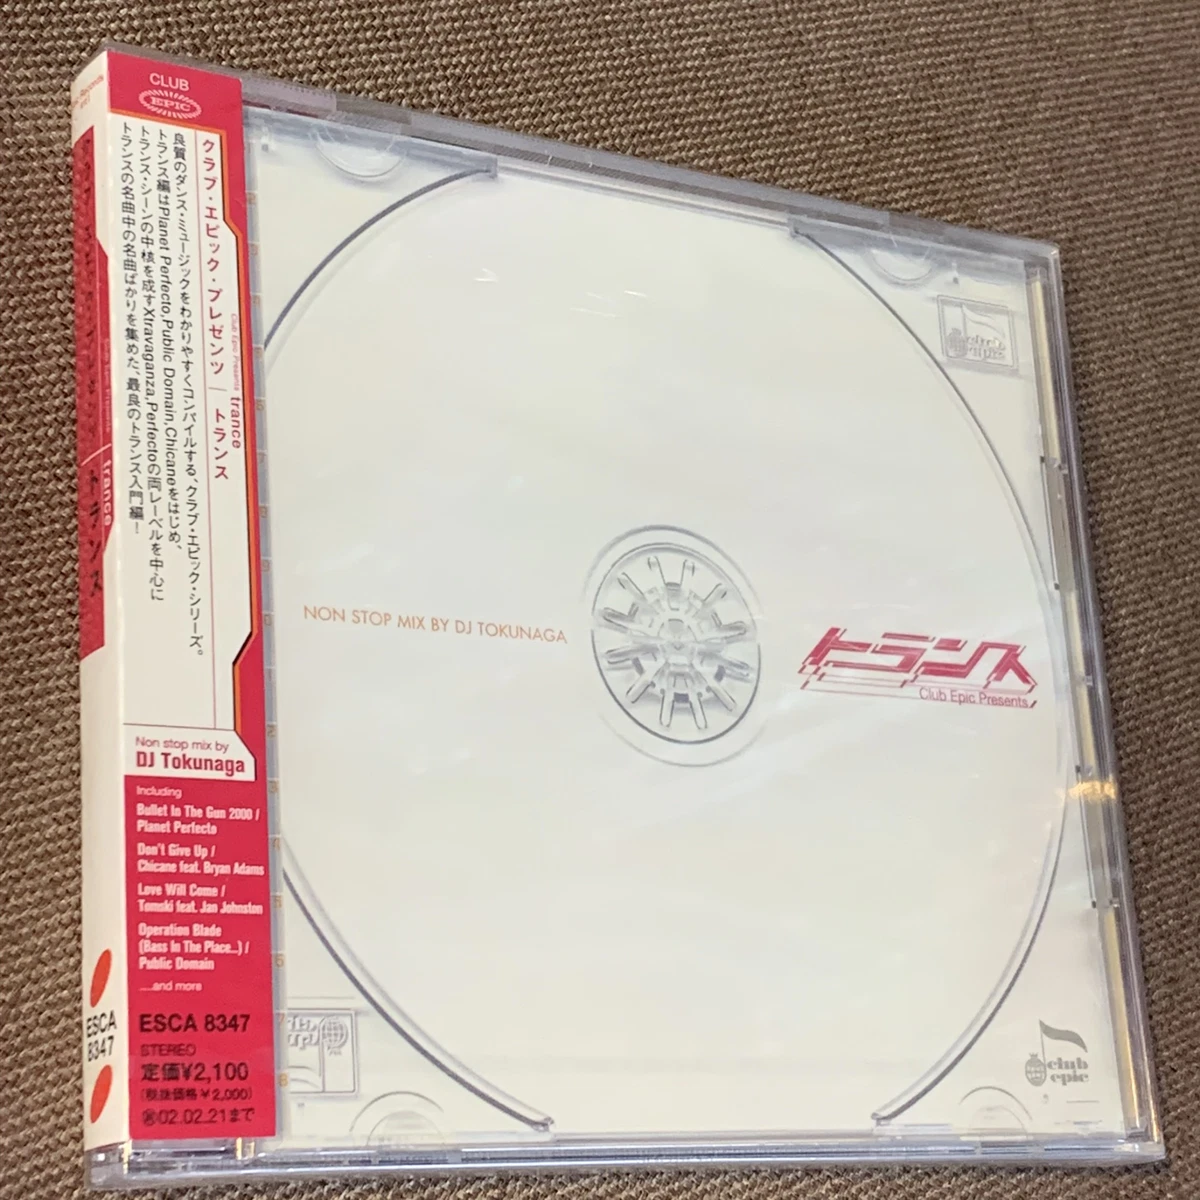 CLUB
EPIC
クラブ・エピック・プレゼンツ / トランス
Club Epic Presents trance
良質のダンス・ミュージックをわかりやすくコンパイルする、クラブ・エピック・シリーズ。
トランス編はPlanet Perfecto,Public Domain,Chicaneをはじめ、
トランス・シーンの中核を成すXtravaganza,Perfectoの両レーベルを中心に
トランスの名曲中の名曲ばかりを集めた、最良のトランス入門編!
Non stop mix by
DJ Tokunaga
Including
Bullet In The Gun 2000 /
Planet Perfecto
Don't Give Up /
Chicane feat. Bryan Adams
Love Will Come /
Tomski feat. Jan Johnston
Operation Blade
(Bass In The Place...) /
Public Domain
....and more
ESCA 8347
STEREO
定価¥2,100
(税抜価格¥2,000)
02.02.21まで
Club Epic Presents
trance
トランス
ESCA
8347
NON STOP MIX BY DJ TOKUNAGA
トランス
Club Epic Presents
club
epic
club
epic